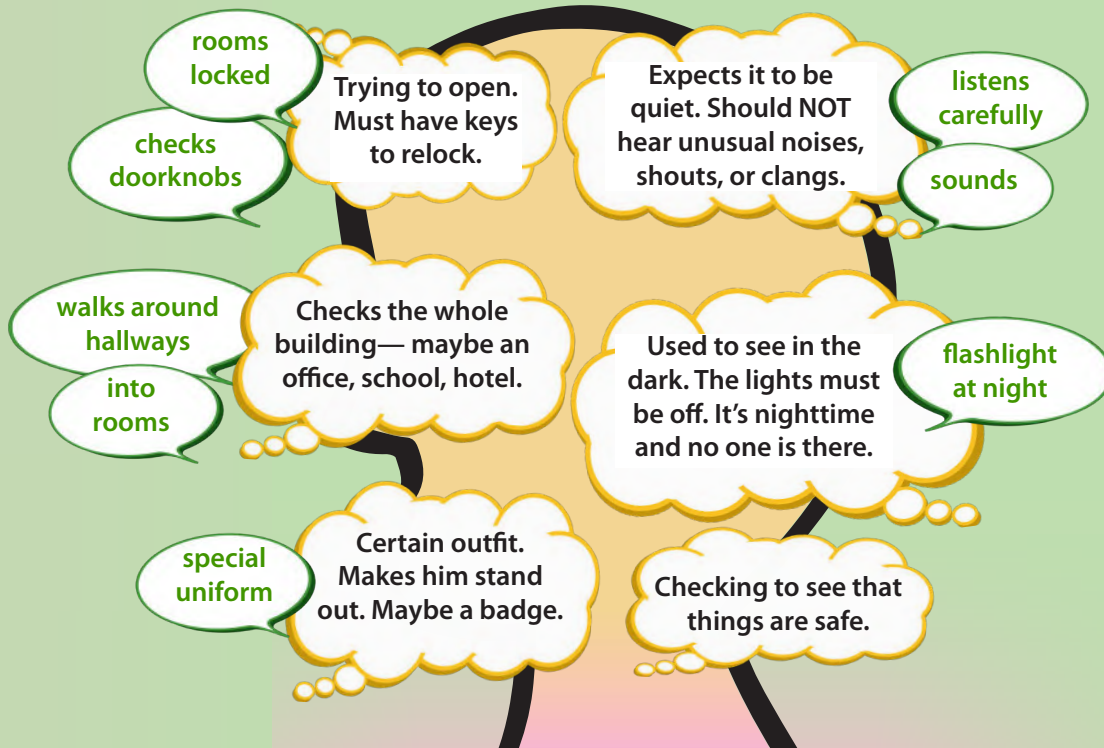 rooms
locked
checks
doorknobs
Trying to open.
Must have keys
to relock.
Expects it to be
quiet. Should NOT
hear unusual noises,
shouts, or clangs.
listens
carefully
sounds
walks around
hallways
into
rooms
Checks the whole
building— maybe an
office, school, hotel.
Used to see in the
dark. The lights must
be off. It’s nighttime
and no one is there.
flashlight
at night
special
uniform
Certain outfit.
Makes him stand
out. Maybe a badge.
Checking to see that
things are safe.